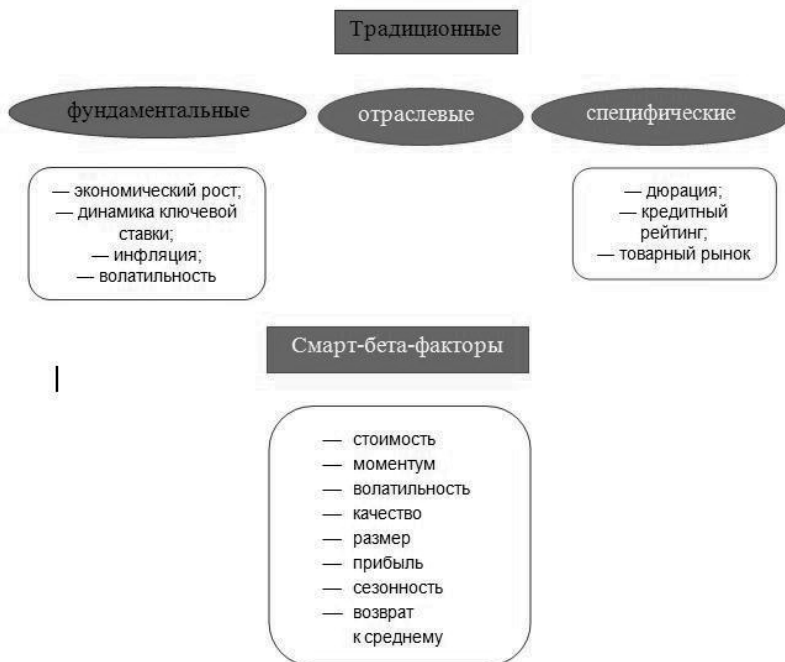 Традиционные
фундаментальные
отраслевые
специфические
— экономический рост;
— динамика ключевой
ставки;
— инфляция;
— волатильность
— дюрация;
— кредитный
рейтинг;
— товарный рынок
Смарт-бета-факторы
— стоимость
— моментум
— волатильность
— качество
— размер
— прибыль
— сезонность
— возврат
к среднему